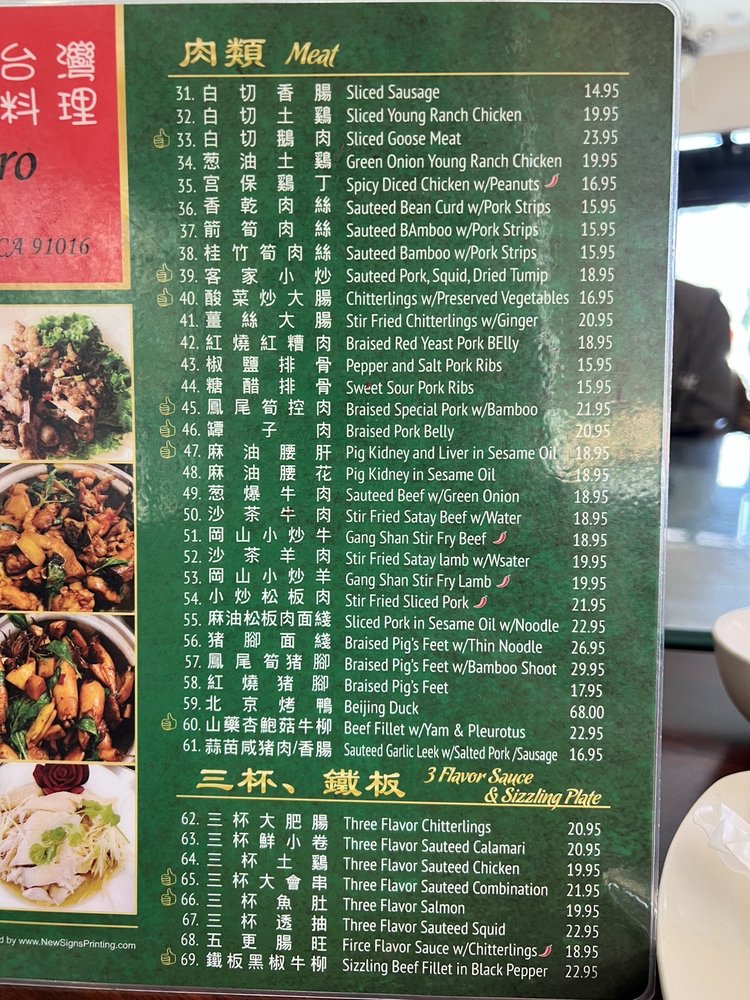 台灣
料理
ro
CA 91016
肉類 Meat
31. 白切香腸 Sliced Sausage 14.95
32. 白切土鷄 Sliced Young Ranch Chicken 19.95
33. 白切鵝肉 Sliced Goose Meat 23.95
34. 葱油土鷄 Green Onion Young Ranch Chicken 19.95
35. 宮保鷄丁 Spicy Diced Chicken w/Peanuts 16.95
36. 香乾肉絲 Sauteed Bean Curd w/Pork Strips 15.95
37. 箭筍肉絲 Sauteed BAmboo w/Pork Strips 15.95
38. 桂竹筍肉絲 Sauteed Bamboo w/Pork Strips 15.95
39. 客家小炒 Sauteed Pork, Squid, Dried Tumip 18.95
40. 酸菜炒大腸 Chitterlings w/Preserved Vegetables 16.95
41. 薑絲大腸 Stir Fried Chitterlings w/Ginger 20.95
42. 紅燒紅糟肉 Braised Red Yeast Pork BElly 18.95
43. 椒鹽排骨 Pepper and Salt Pork Ribs 15.95
44. 糖醋排骨 Sweet Sour Pork Ribs 15.95
45. 鳳尾筍控肉 Braised Special Pork w/Bamboo 21.95
46. 罈子肉 Braised Pork Belly 20.95
47. 麻油腰肝 Pig Kidney and Liver in Sesame Oil 18.95
48. 麻油腰花 Pig Kidney in Sesame Oil 18.95
49. 葱爆牛肉 Sauteed Beef w/Green Onion 18.95
50. 沙茶牛肉 Stir Fried Satay Beef w/Water 18.95
51. 岡山小炒牛 Gang Shan Stir Fry Beef 18.95
52. 沙茶羊肉 Stir Fried Satay lamb w/Wsater 19.95
53. 岡山小炒羊 Gang Shan Stir Fry Lamb 19.95
54. 小炒松板肉 Stir Fried Sliced Pork 21.95
55. 麻油松板肉面綫 Sliced Pork in Sesame Oil w/Noodle 22.95
56. 猪腳面綫 Braised Pig's Feet w/Thin Noodle 26.95
57. 鳳尾筍猪腳 Braised Pig's Feet w/Bamboo Shoot 29.95
58. 紅燒猪腳 Braised Pig's Feet 17.95
59. 北京烤鴨 Beijing Duck 68.00
60. 山藥杏鮑菇牛柳 Beef Fillet w/Yam & Pleurotus 22.95
61. 蒜苗咸猪肉/香腸 Sauteed Garlic Leek w/Salted Pork /Sausage 16.95
三杯、鐵板 3 Flavor Sauce
& Sizzling Plate
62. 三杯大肥腸 Three Flavor Chitterlings 20.95
63. 三杯鮮小卷 Three Flavor Sauteed Calamari 20.95
64. 三杯土鷄 Three Flavor Sauteed Chicken 19.95
65. 三杯大會串 Three Flavor Sauteed Combination 21.95
66. 三杯魚肚 Three Flavor Salmon 19.95
67. 三杯透抽 Three Flavor Sauteed Squid 22.95
68. 五更腸旺 Firce Flavor Sauce w/Chitterlings 18.95
69. 鐵板黑椒牛柳 Sizzling Beef Fillet in Black Pepper 22.95
d by www.NewSignsPrinting.com